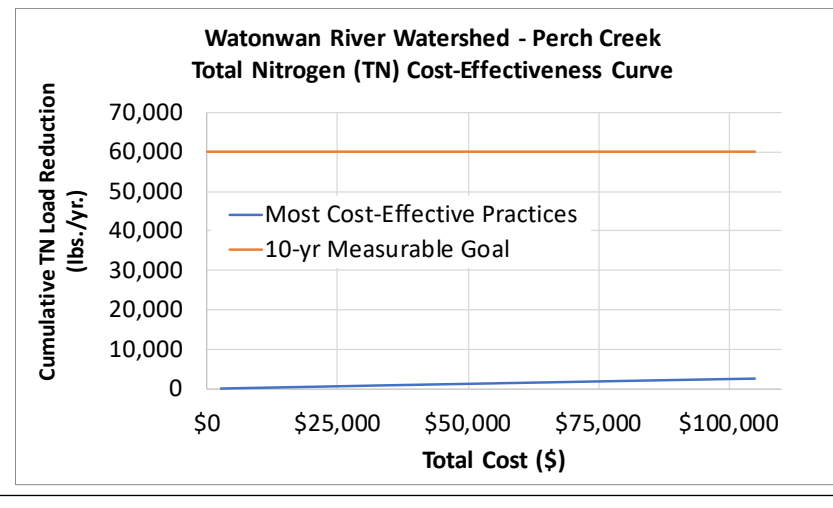 Watonwan River Watershed - Perch Creek
Total Nitrogen (TN) Cost-Effectiveness Curve
Cumulative TN Load Reduction
(lbs./yr.)
70,000
60,000
50,000
40,000
30,000
20,000
10,000
0
Most Cost-Effective Practices
10-yr Measurable Goal
$0 $25,000 $50,000 $75,000 $100,000
Total Cost ($)